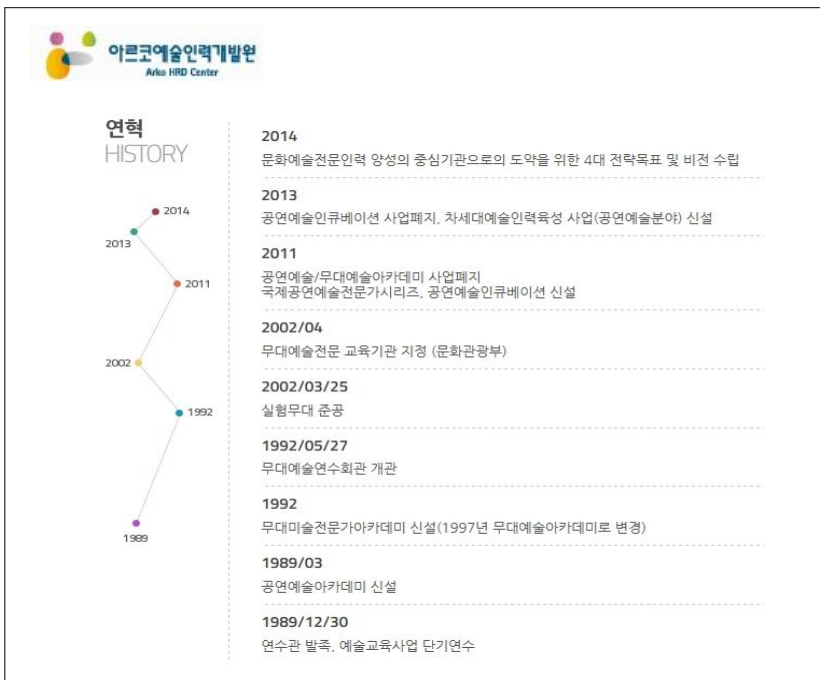 아르코예술인력개발원
Arko HRD Center
연혁
HISTORY
2014
2013
2011
2002
1992
1989
2014
문화예술전문인력 양성의 중심기관으로의 도약을 위한 4대 전략목표 및 비전 수립
2013
공연예술인큐베이션 사업폐지, 차세대예술인력육성 사업(공연예술분야) 신설
2011
공연예술/무대예술아카데미 사업폐지
국제공연예술전문가시리즈, 공연예술인큐베이션 신설
2002/04
무대예술전문 교육기관 지정 (문화관광부)
2002/03/25
실험무대 준공
1992/05/27
무대예술연수회관 개관
1992
무대미술전문가아카데미 신설(1997년 무대예술아카데미로 변경)
1989/03
공연예술아카데미 신설
1989/12/30
연수관 발족, 예술교육사업 단기연수